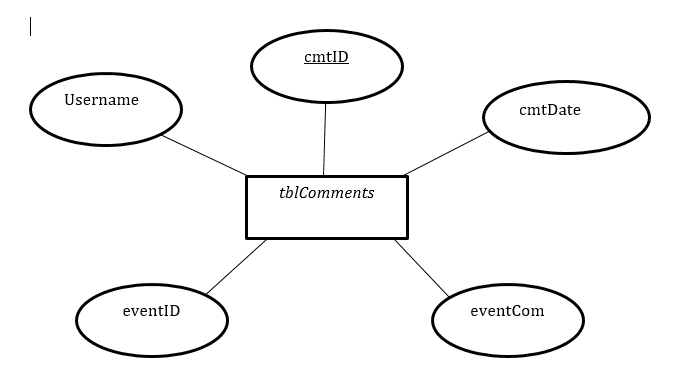 cmtID
Username
cmtDate
tblComments
eventID
eventCom